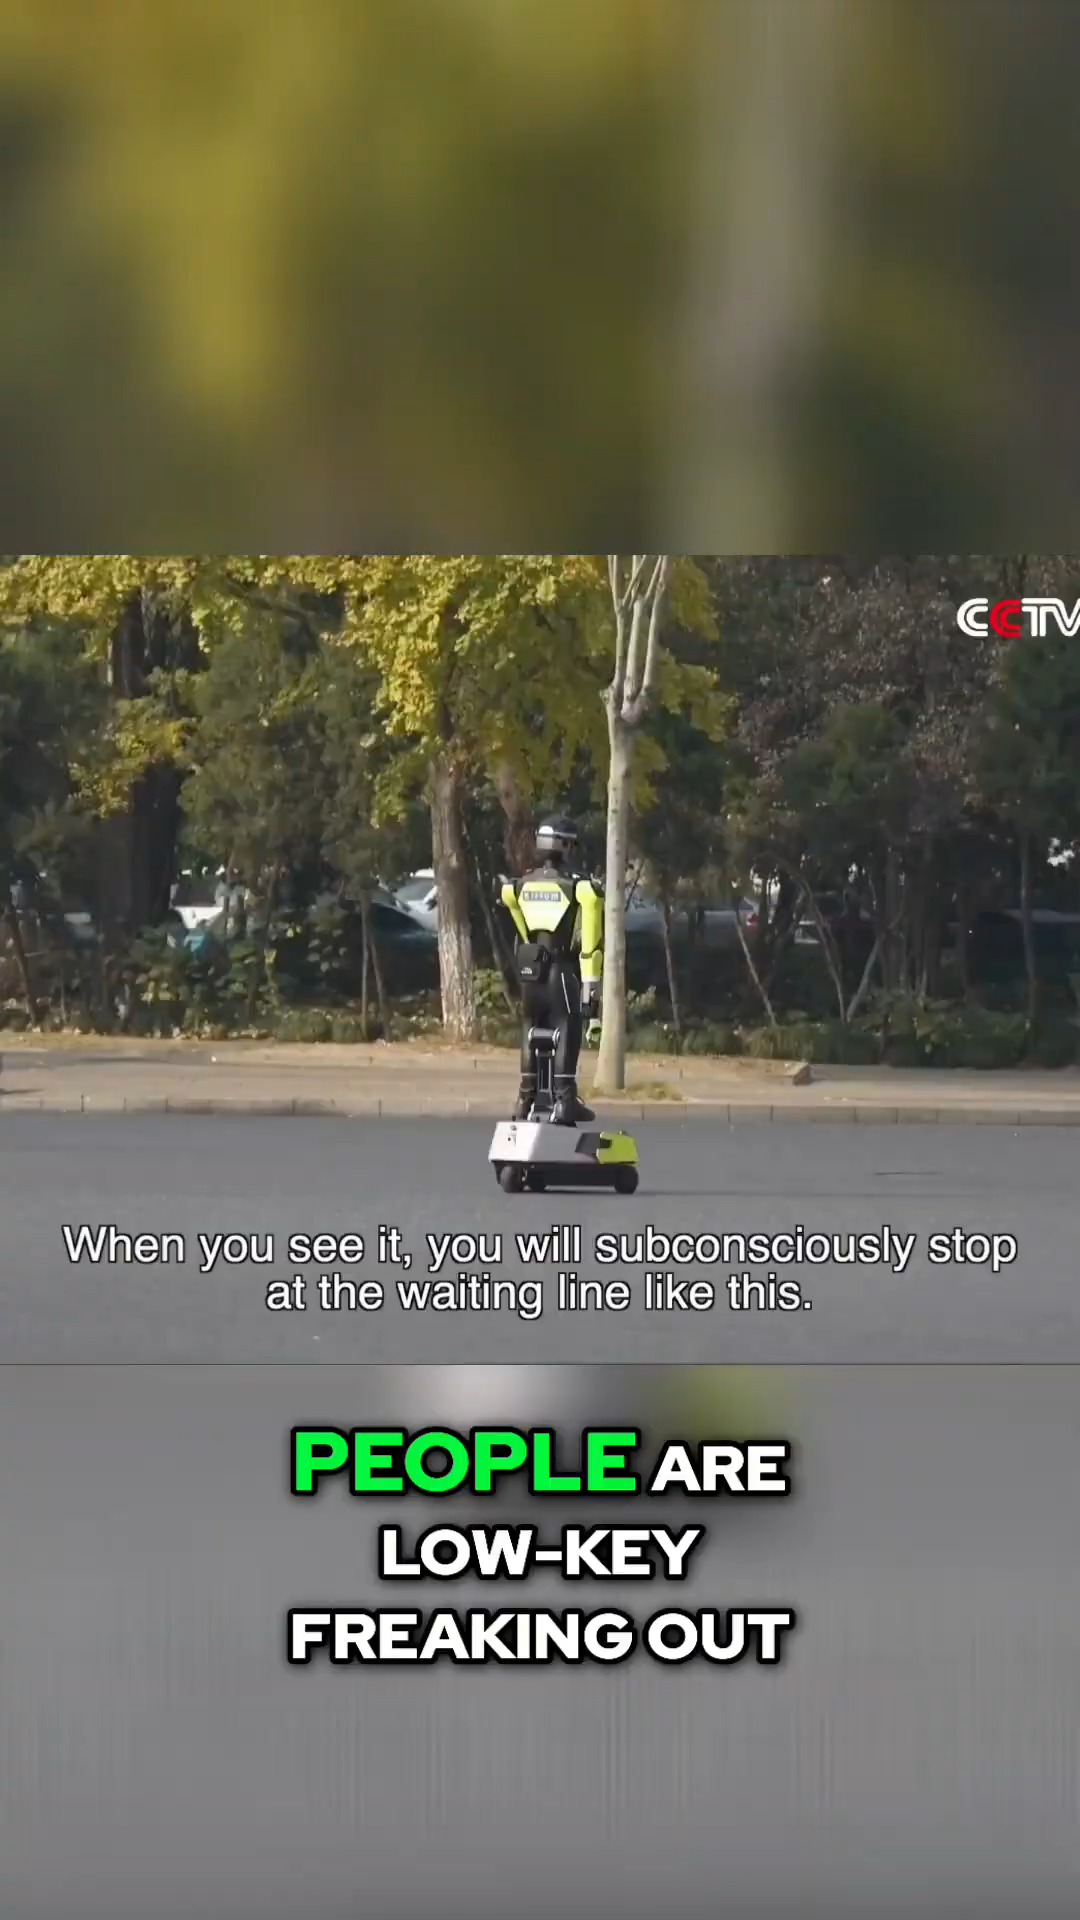 CCTV
When you see it, you will subconsciously stop
at the waiting line like this.
PEOPLE ARE
LOW-KEY
FREAKING OUT